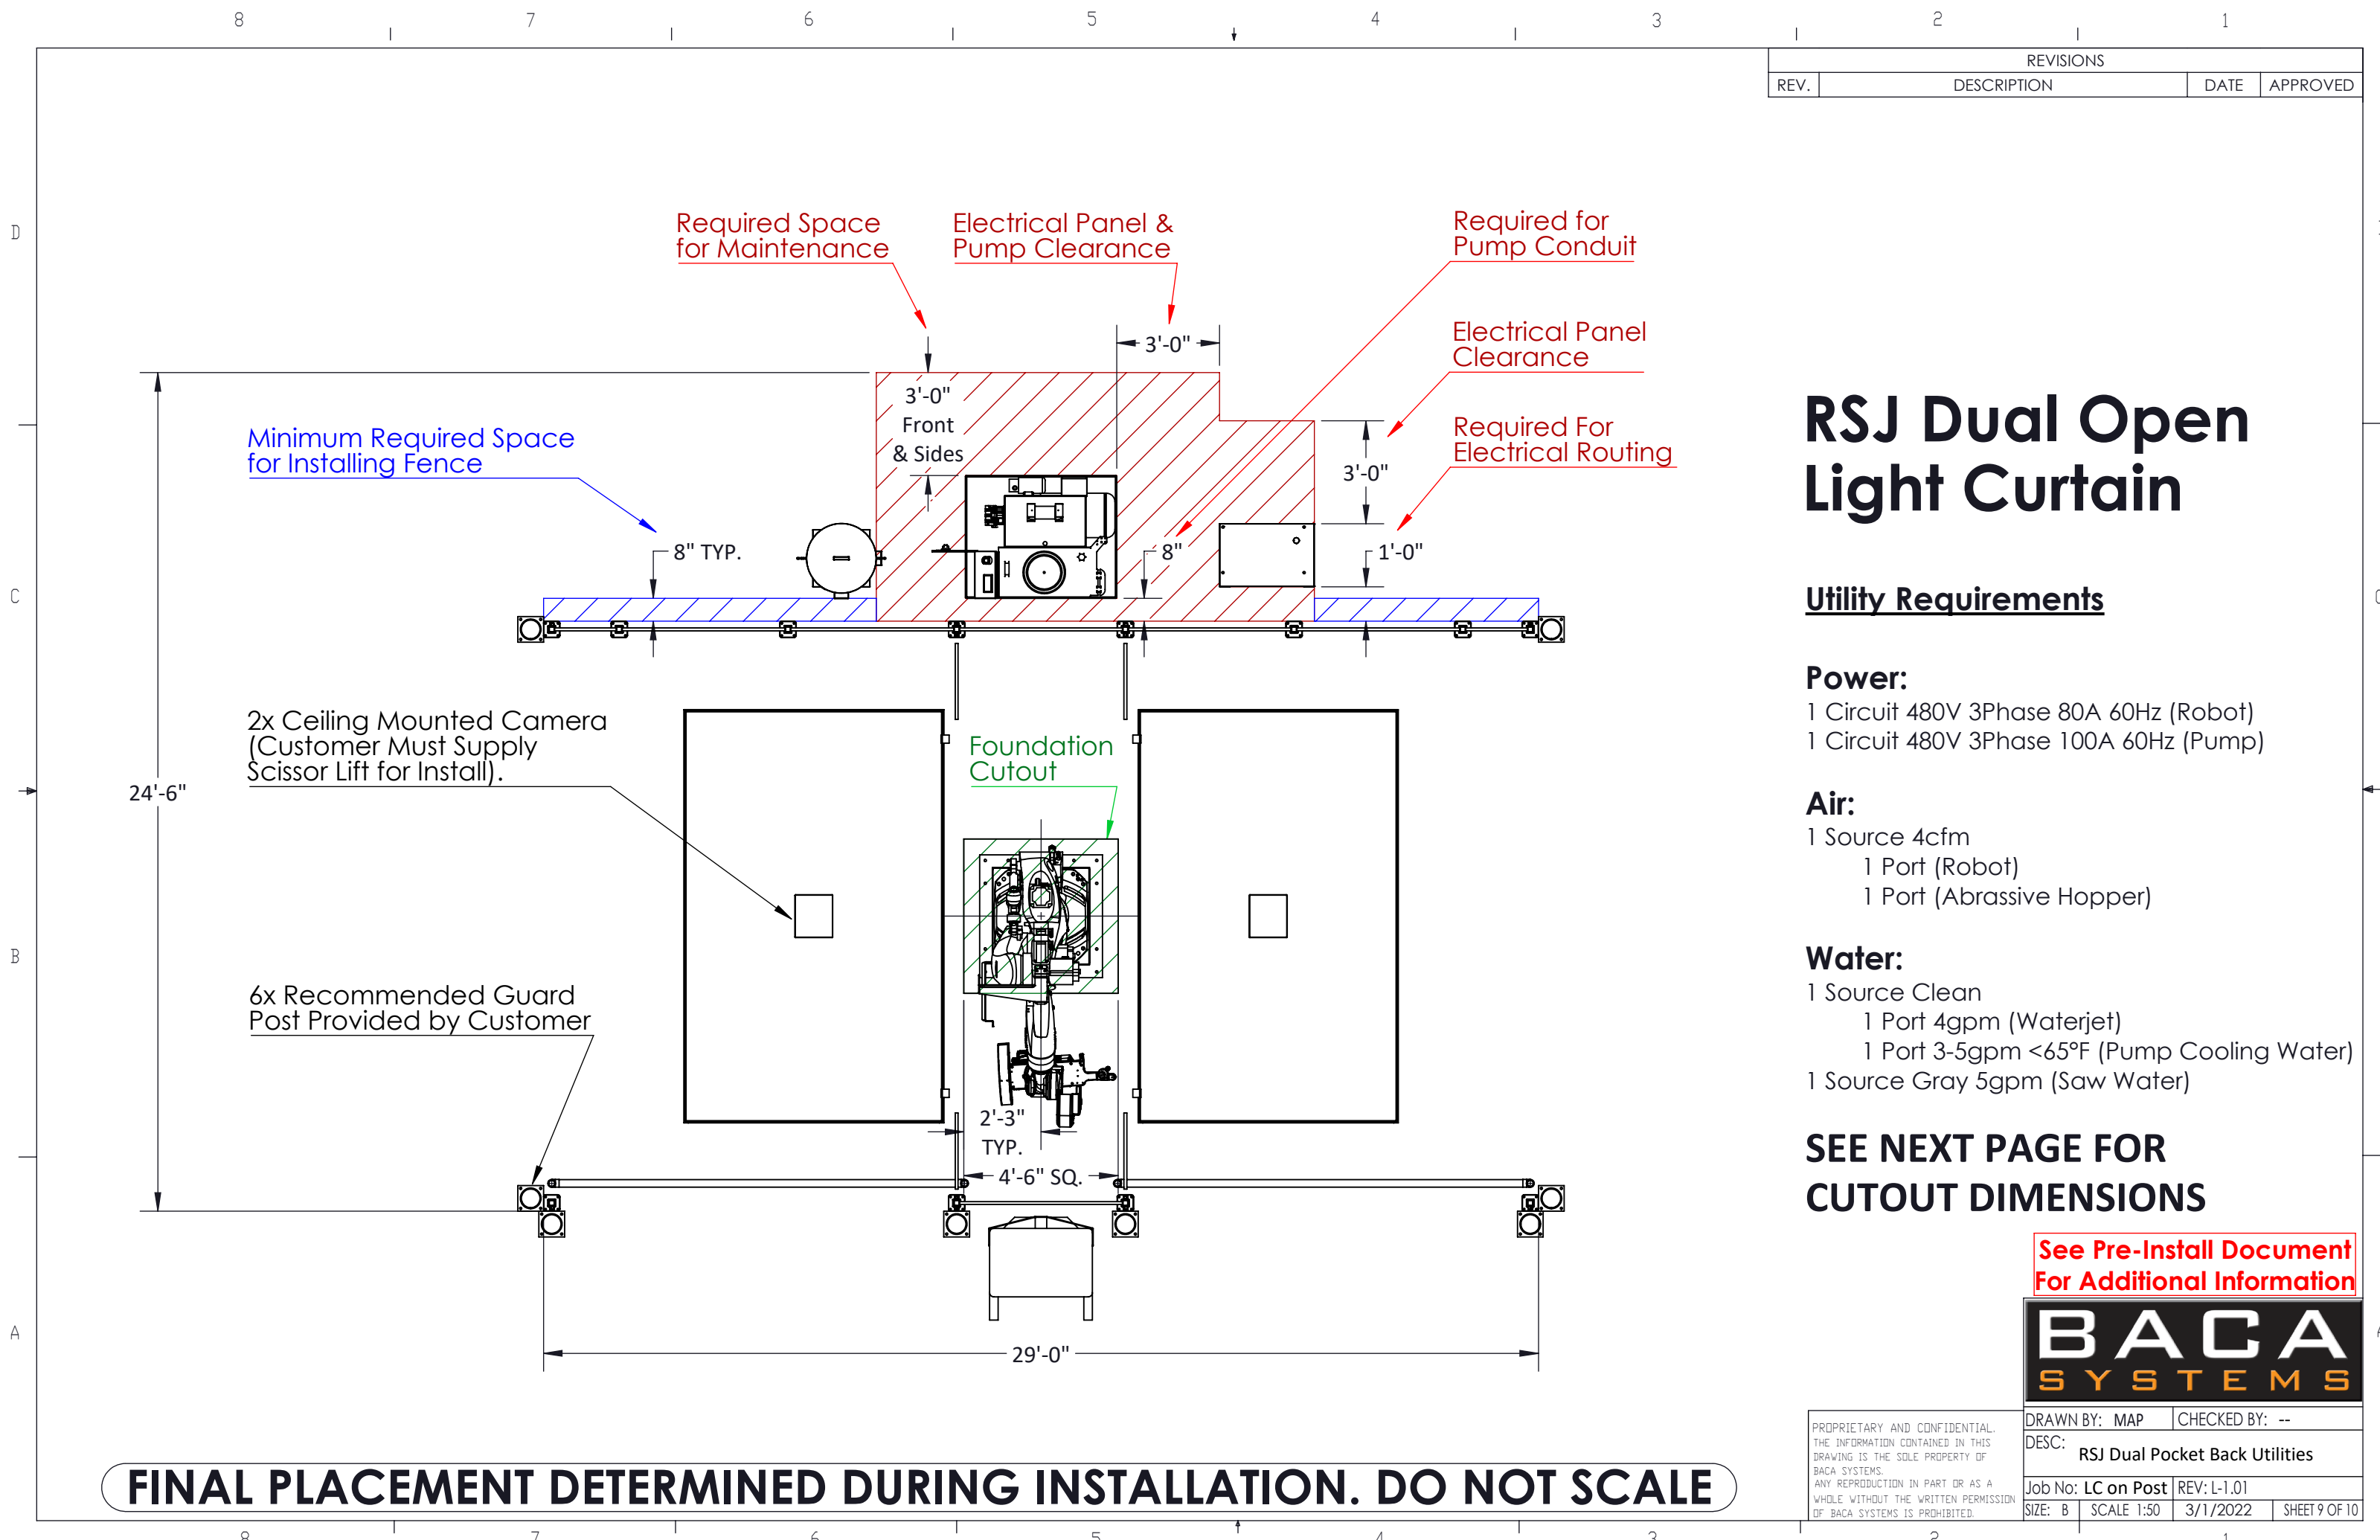 8 7 6 5 4 3 2 1
REVISIONS
REV. DESCRIPTION DATE APPROVED
D
Required Space
for Maintenance
Electrical Panel &
Pump Clearance
Required for
Pump Conduit
3'-0"
Electrical Panel
Clearance
3'-0"
Front
& Sides
Minimum Required Space
for Installing Fence
Required For
Electrical Routing
3'-0"
8" TYP.
8"
1'-0"
RSJ Dual Open
Light Curtain
C
Utility Requirements
Power:
1 Circuit 480V 3Phase 80A 60Hz (Robot)
1 Circuit 480V 3Phase 100A 60Hz (Pump)
2x Ceiling Mounted Camera
(Customer Must Supply
Scissor Lift for Install).
Foundation
Cutout
24'-6"
Air:
1 Source 4cfm
1 Port (Robot)
1 Port (Abrassive Hopper)
B
Water:
1 Source Clean
1 Port 4gpm (Waterjet)
1 Port 3-5gpm <65°F (Pump Cooling Water)
1 Source Gray 5gpm (Saw Water)
6x Recommended Guard
Post Provided by Customer
2'-3"
TYP.
4'-6" SQ.
SEE NEXT PAGE FOR
CUTOUT DIMENSIONS
See Pre-Install Document
For Additional Information
A
29'-0"
BACA
SYSTEMS
PROPRIETARY AND CONFIDENTIAL.
THE INFORMATION CONTAINED IN THIS
DRAWING IS THE SOLE PROPERTY OF
BACA SYSTEMS.
ANY REPRODUCTION IN PART OR AS A
WHOLE WITHOUT THE WRITTEN PERMISSION
OF BACA SYSTEMS IS PROHIBITED.
DRAWN BY: MAP CHECKED BY: --
DESC:
RSJ Dual Pocket Back Utilities
Job No: LC on Post REV: L-1.01
SIZE: B SCALE 1:50 3/1/2022 SHEET 9 OF 10
FINAL PLACEMENT DETERMINED DURING INSTALLATION. DO NOT SCALE
8 7 6 5 4 3 2 1